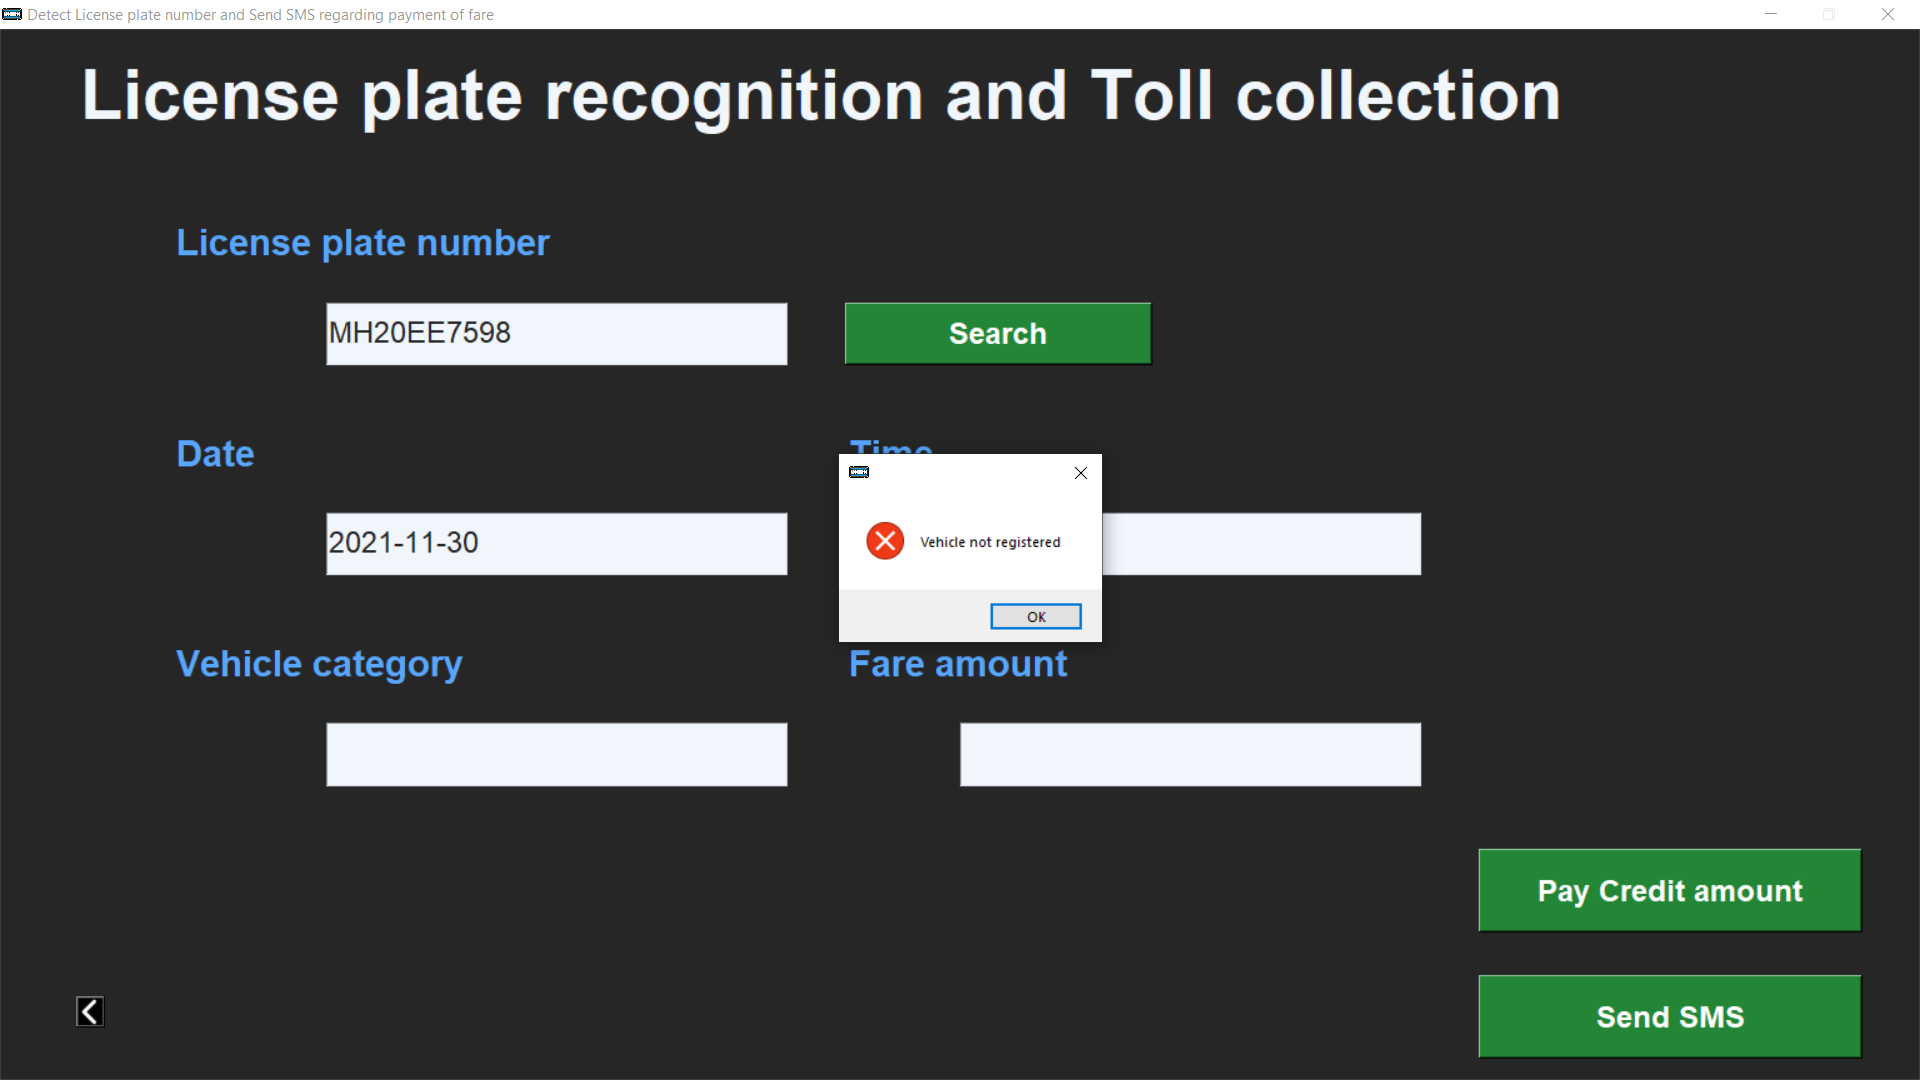 Detect License plate number and Send SMS regarding payment of fare
License plate recognition and Toll collection
License plate number
MH20EE7598
Search
Date
Time
2021-11-30
Vehicle not registered
OK
Vehicle category
Fare amount
Pay Credit amount
Send SMS